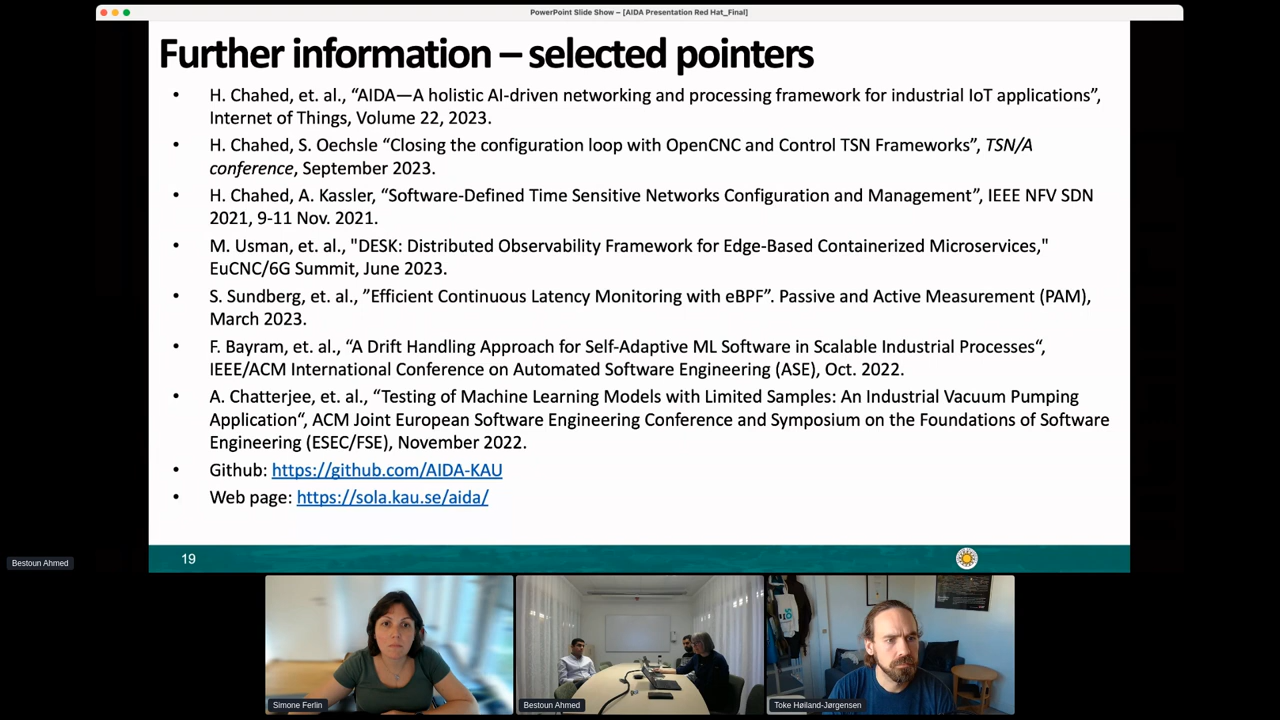 PowerPoint Slide Show – [AIDA Presentation Red Hat_Final]
Further information – selected pointers
• H. Chahed, et. al., “AIDA—A holistic AI-driven networking and processing framework for industrial IoT applications”,
Internet of Things, Volume 22, 2023.
• H. Chahed, S. Oechsle “Closing the configuration loop with OpenCNC and Control TSN Frameworks”, TSN/A
conference, September 2023.
• H. Chahed, A. Kassler, “Software-Defined Time Sensitive Networks Configuration and Management”, IEEE NFV SDN
2021, 9-11 Nov. 2021.
• M. Usman, et. al., "DESK: Distributed Observability Framework for Edge-Based Containerized Microservices,"
EuCNC/6G Summit, June 2023.
• S. Sundberg, et. al., ”Efficient Continuous Latency Monitoring with eBPF”. Passive and Active Measurement (PAM),
March 2023.
• F. Bayram, et. al., “A Drift Handling Approach for Self-Adaptive ML Software in Scalable Industrial Processes“,
IEEE/ACM International Conference on Automated Software Engineering (ASE), Oct. 2022.
• A. Chatterjee, et. al., “Testing of Machine Learning Models with Limited Samples: An Industrial Vacuum Pumping
Application“, ACM Joint European Software Engineering Conference and Symposium on the Foundations of Software
Engineering (ESEC/FSE), November 2022.
• Github: https://github.com/AIDA-KAU
• Web page: https://sola.kau.se/aida/
19
Bestoun Ahmed
Simone Ferlin
Bestoun Ahmed
Toke Høiland-Jørgensen